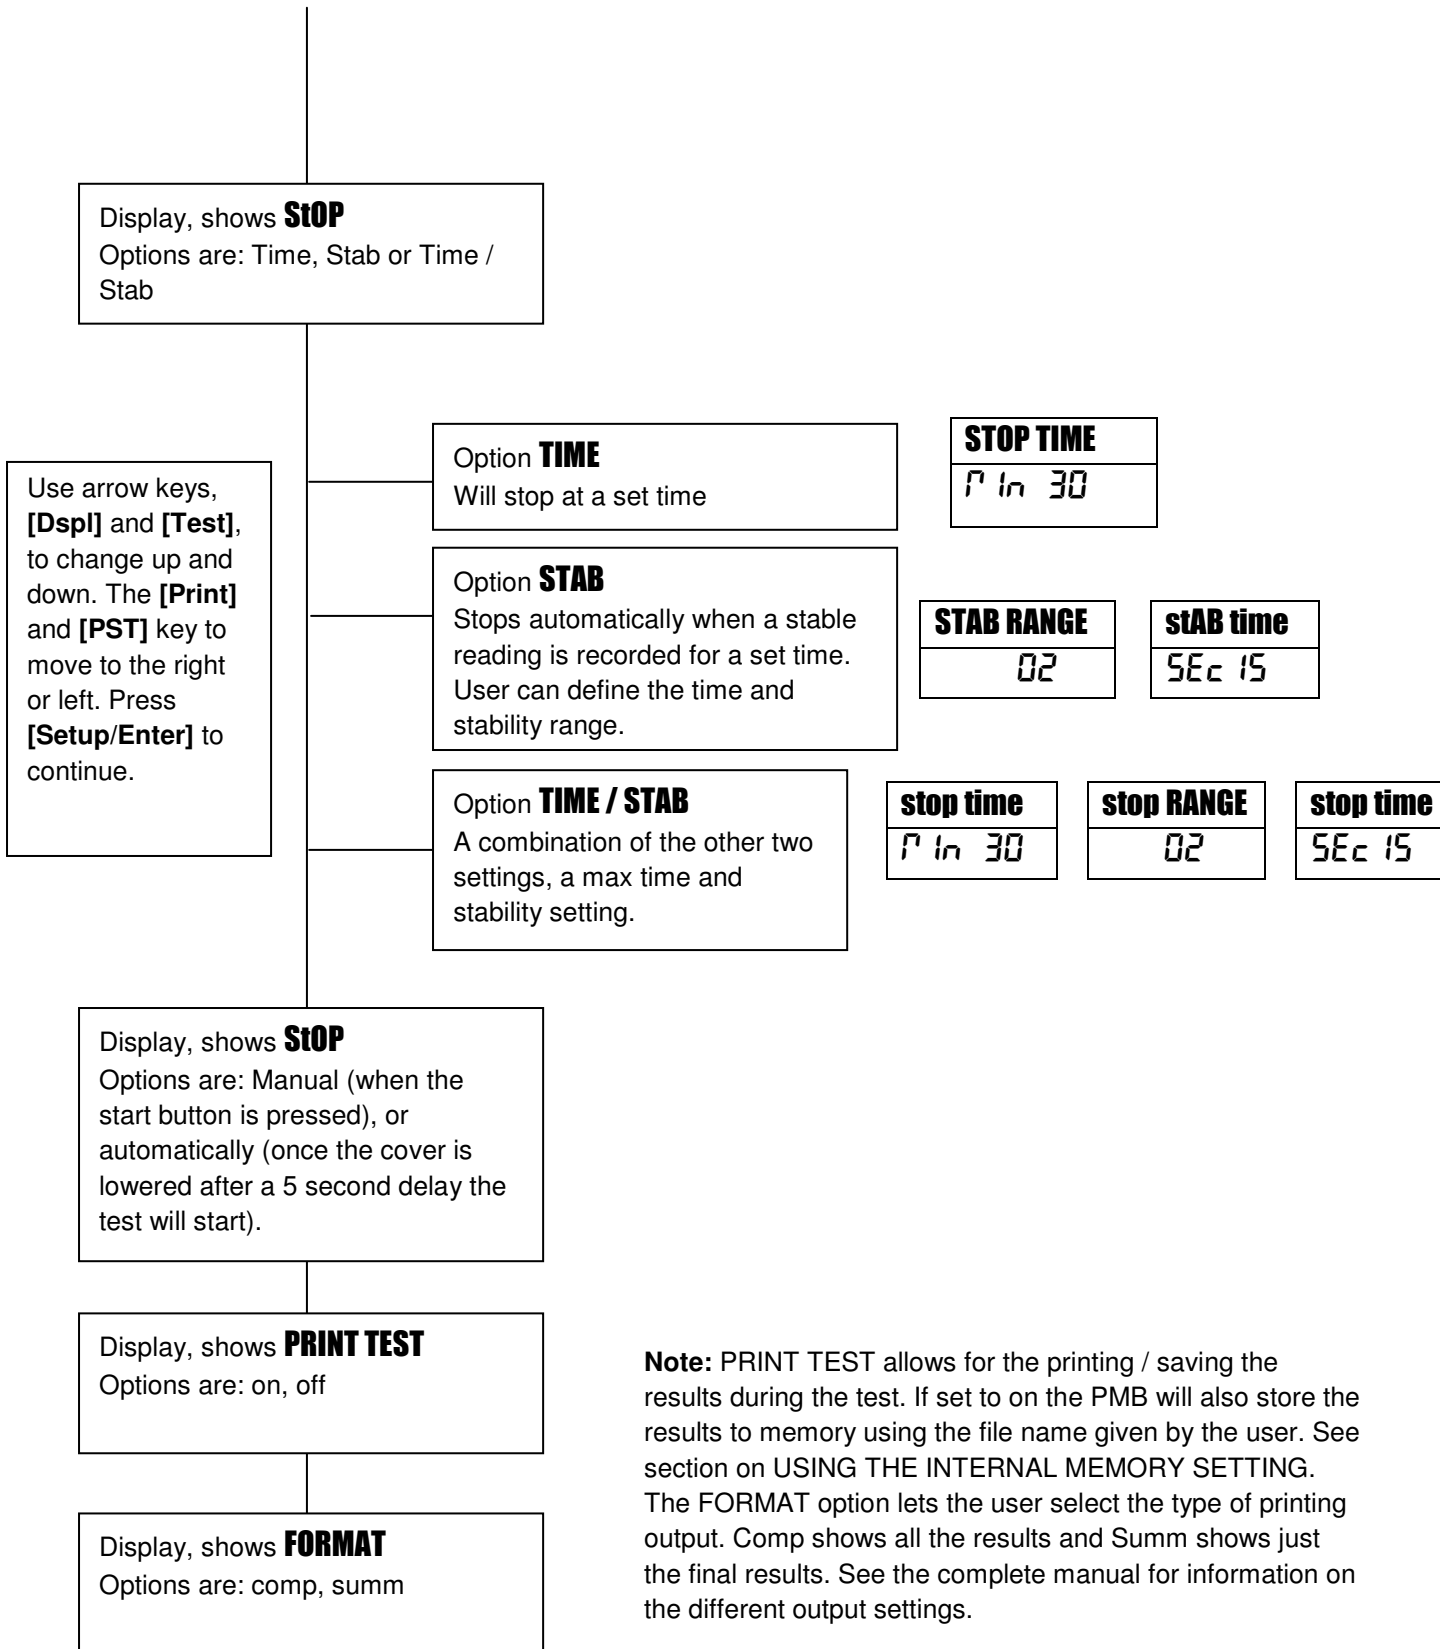 Display, shows StOP
Options are: Time, Stab or Time /
Stab
Use arrow keys,
[Dspl] and [Test],
to change up and
down. The [Print]
and [PST] key to
move to the right
or left. Press
[Setup/Enter] to
continue.
Option TIME
Will stop at a set time
STOP TIME
Min 30
Option STAB
Stops automatically when a stable
reading is recorded for a set time.
User can define the time and
stability range.
STAB RANGE
02
stAB time
SEc 15
Option TIME / STAB
A combination of the other two
settings, a max time and
stability setting.
stop time
Min 30
stop RANGE
02
stop time
SEc 15
Display, shows StOP
Options are: Manual (when the
start button is pressed), or
automatically (once the cover is
lowered after a 5 second delay the
test will start).
Display, shows PRINT TEST
Options are: on, off
Display, shows FORMAT
Options are: comp, summ
Note: PRINT TEST allows for the printing / saving the
results during the test. If set to on the PMB will also store the
results to memory using the file name given by the user. See
section on USING THE INTERNAL MEMORY SETTING.
The FORMAT option lets the user select the type of printing
output. Comp shows all the results and Summ shows just
the final results. See the complete manual for information on
the different output settings.